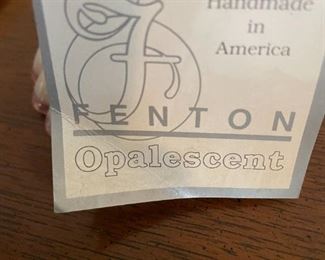 Handmade
in
America
F
FENTON
Opalescent